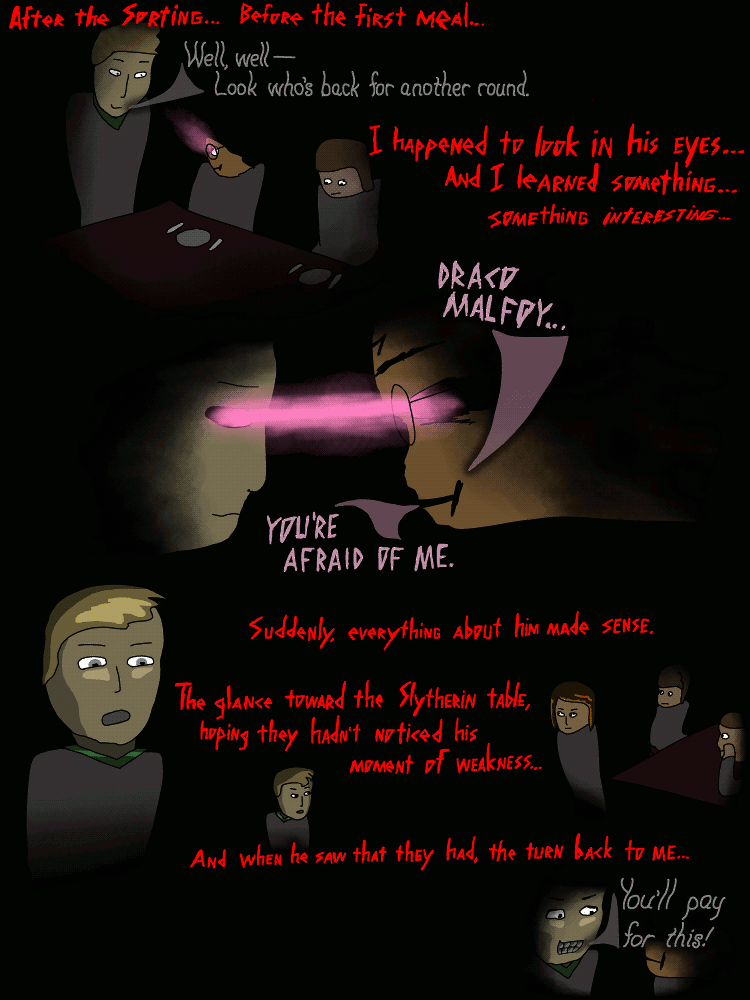 After the Sorting... Before the first meal...
Well, well—
Look who's back for another round.
I happened to look in his eyes...
And I learned something...
something interesting...
DRACO
MALFOY...
YOU'RE
AFRAID OF ME.
Suddenly, everything about him made sense.
The glance toward the Slytherin table,
hoping they hadn't noticed his
moment of weakness...
And when he saw that they had, the turn back to me...
You'll pay
for this!